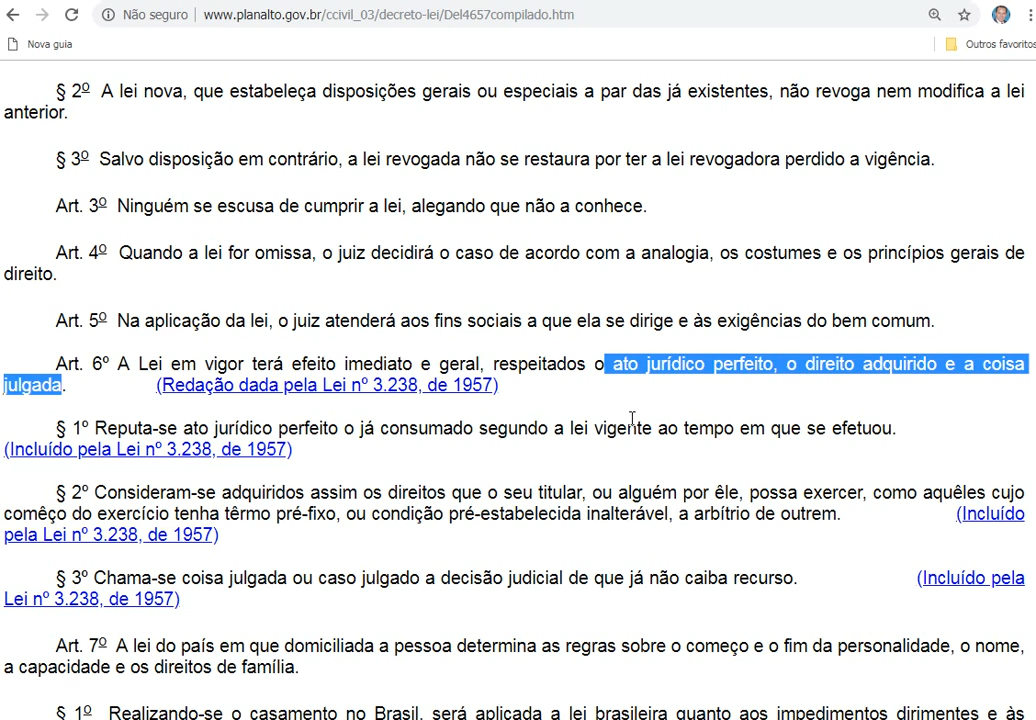 Não seguro | www.planalto.gov.br/ccivil_03/decreto-lei/Del4657compilado.htm
Nova guia
Outros favoritos
§ 2º A lei nova, que estabeleça disposições gerais ou especiais a par das já existentes, não revoga nem modifica a lei
anterior.
§ 3º Salvo disposição em contrário, a lei revogada não se restaura por ter a lei revogadora perdido a vigência.
Art. 3º Ninguém se escusa de cumprir a lei, alegando que não a conhece.
Art. 4º Quando a lei for omissa, o juiz decidirá o caso de acordo com a analogia, os costumes e os princípios gerais de
direito.
Art. 5º Na aplicação da lei, o juiz atenderá aos fins sociais a que ela se dirige e às exigências do bem comum.
Art. 6º A Lei em vigor terá efeito imediato e geral, respeitados o ato jurídico perfeito, o direito adquirido e a coisa
julgada. (Redação dada pela Lei nº 3.238, de 1957)
§ 1º Reputa-se ato jurídico perfeito o já consumado segundo a lei vigente ao tempo em que se efetuou.
(Incluído pela Lei nº 3.238, de 1957)
§ 2º Consideram-se adquiridos assim os direitos que o seu titular, ou alguém por êle, possa exercer, como aquêles cujo
comêço do exercício tenha têrmo pré-fixo, ou condição pré-estabelecida inalterável, a arbítrio de outrem. (Incluído
pela Lei nº 3.238, de 1957)
§ 3º Chama-se coisa julgada ou caso julgado a decisão judicial de que já não caiba recurso. (Incluído pela
Lei nº 3.238, de 1957)
Art. 7º A lei do país em que domiciliada a pessoa determina as regras sobre o começo e o fim da personalidade, o nome,
a capacidade e os direitos de família.
§ 1º Realizando-se o casamento no Brasil, será aplicada a lei brasileira quanto aos impedimentos dirimentes e às